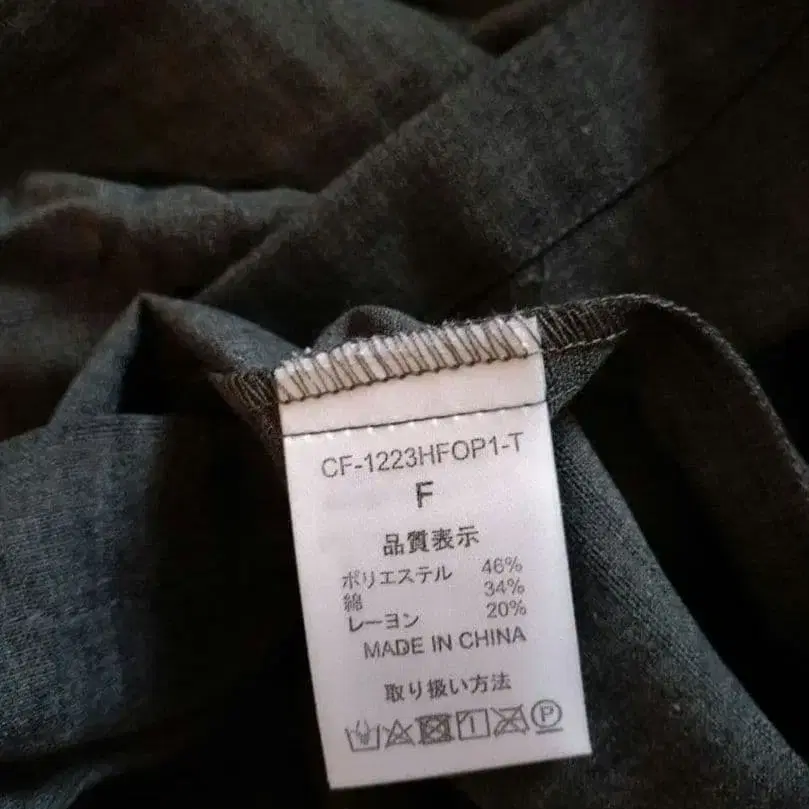 CF-1223HFOP1-T
F
品質表示
ポリエステル 46%
綿 34%
レーヨン 20%
MADE IN CHINA
取り扱い方法
P